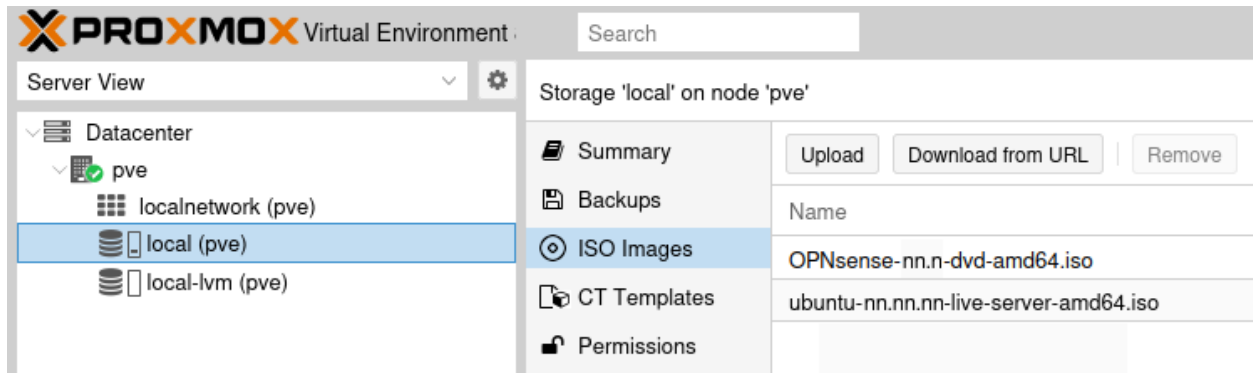 PROXMOX Virtual Environment
Search
Server View
Datacenter
pve
localnetwork (pve)
local (pve)
local-lvm (pve)
Storage 'local' on node 'pve'
Summary
Backups
ISO Images
CT Templates
Permissions
Upload Download from URL Remove
Name
OPNsense-nn.n-dvd-amd64.iso
ubuntu-nn.nn.nn-live-server-amd64.iso